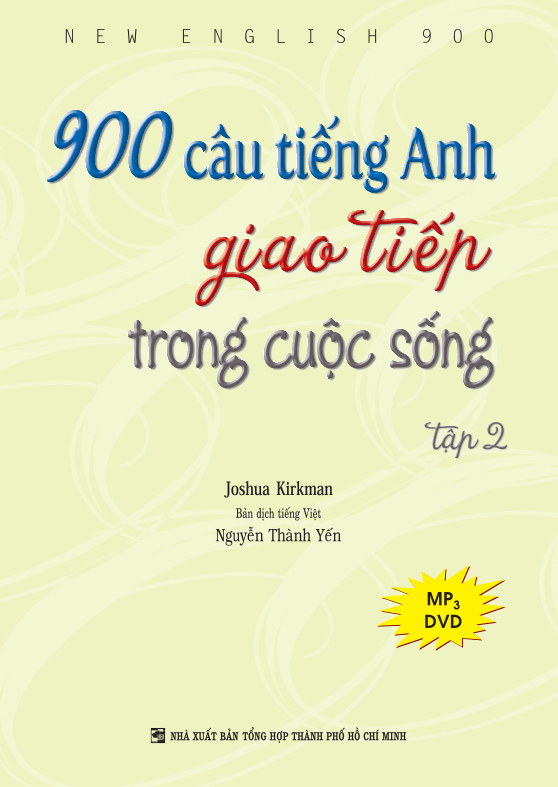 NEW ENGLISH 900
900 câu tiếng Anh
giao tiếp
trong cuộc sống
tập 2
Joshua Kirkman
Bản dịch tiếng Việt
Nguyễn Thành Yến
MP3
DVD
NHÀ XUẤT BẢN TỔNG HỢP THÀNH PHỐ HỒ CHÍ MINH